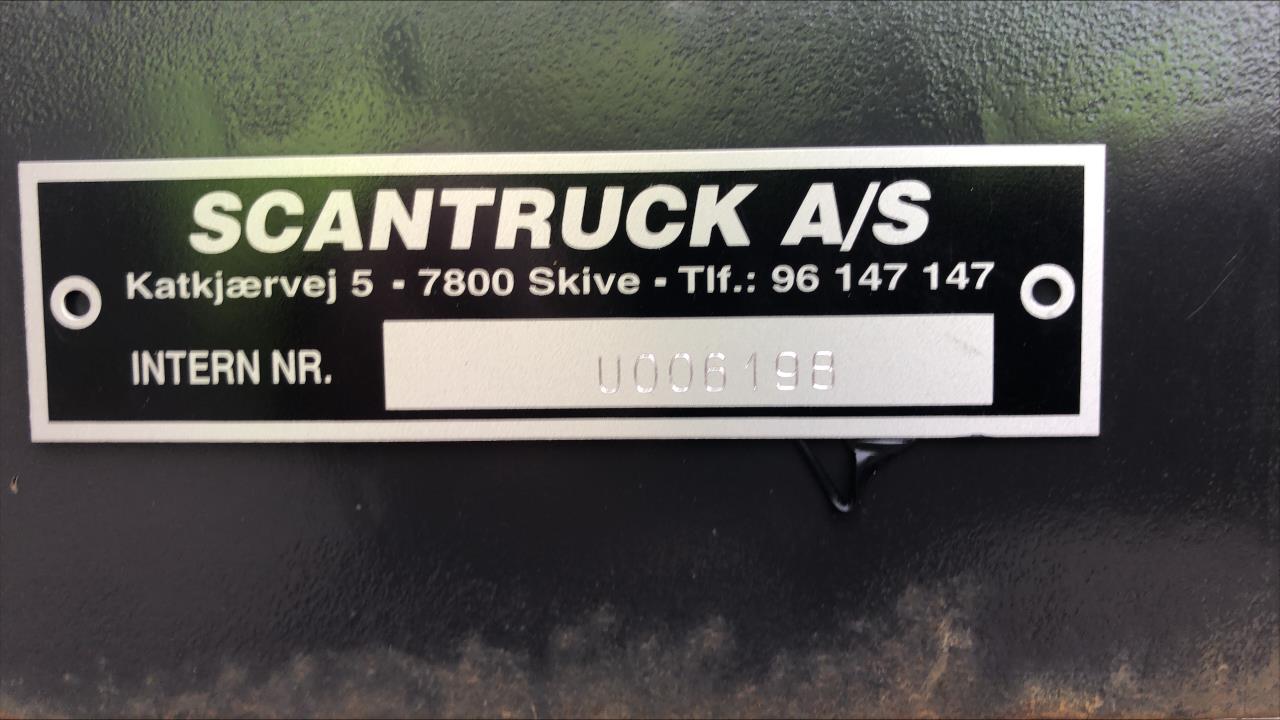 SCANTRUCK A/S
Katkjærvej 5 - 7800 Skive - Tlf.: 96 147 147
INTERN NR. U006198